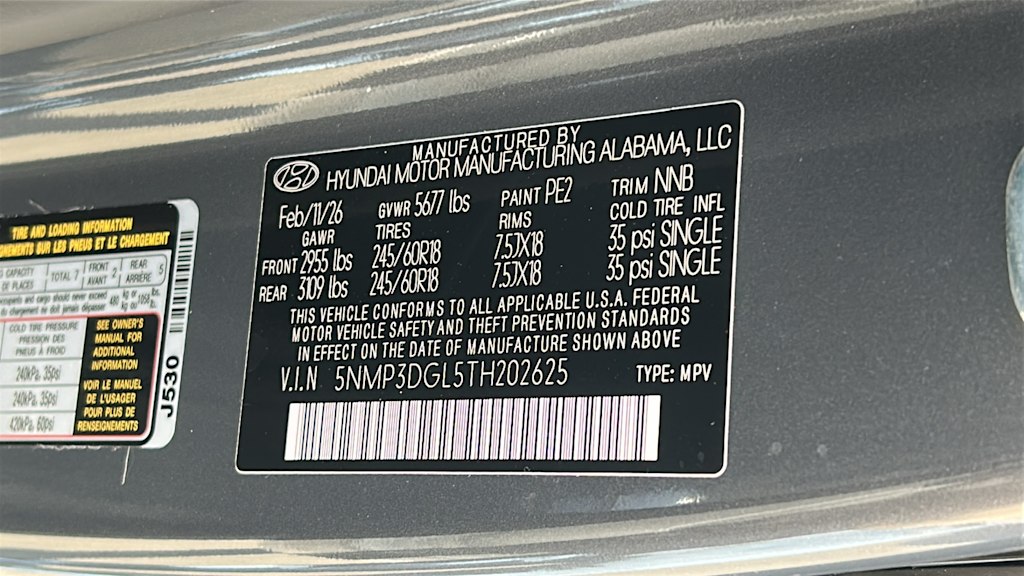 MANUFACTURED BY
HYUNDAI MOTOR MANUFACTURING ALABAMA, LLC
Feb/11/26 GVWR 5677 lbs PAINT PE2 TRIM NNB
GAWR TIRES RIMS COLD TIRE INFL
FRONT 2955 lbs 245/60R18 7.5JX18 35 psi SINGLE
REAR 3109 lbs 245/60R18 7.5JX18 35 psi SINGLE
THIS VEHICLE CONFORMS TO ALL APPLICABLE U.S.A. FEDERAL
MOTOR VEHICLE SAFETY AND THEFT PREVENTION STANDARDS
IN EFFECT ON THE DATE OF MANUFACTURE SHOWN ABOVE
V.I.N 5NMP3DGL5TH202625 TYPE: MPV
TIRE AND LOADING INFORMATION
SUR LES PNEUS ET LE CHARGEMENT
CAPACITY TOTAL 7 FRONT 2 REAR 5
AVANT ARRIÈRE
and cargo should never exceed
COLD TIRE PRESSURE
PRESSION DES
PNEUS À FROID
240kPa, 35psi
240kPa, 35psi
420kPa, 60psi
SEE OWNER'S
MANUAL FOR
ADDITIONAL
INFORMATION
VOIR LE MANUEL
DE L'USAGER
POUR PLUS DE
RENSEIGNEMENTS
J530